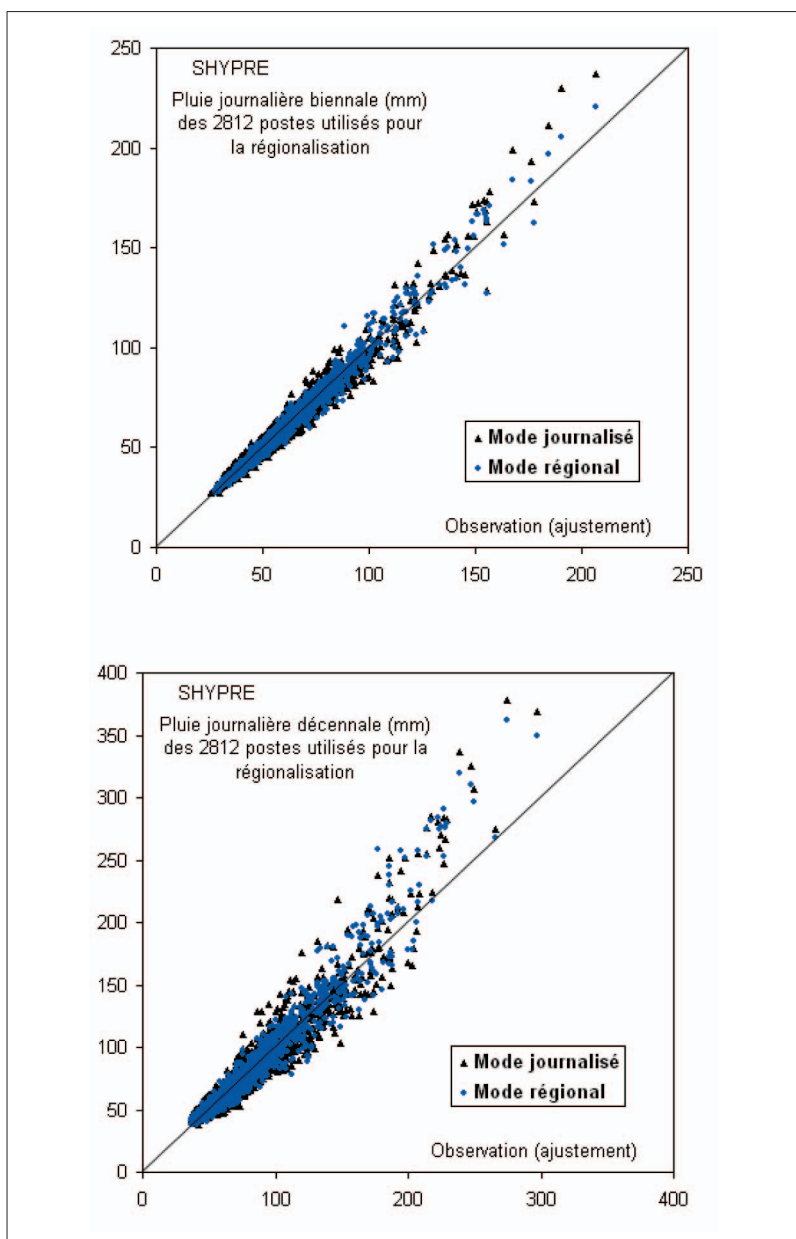 250
SHYPRE
Pluie journalière biennale (mm)
des 2812 postes utilisés pour
la régionalisation
200
150
100
50
0
Mode journalisé
Mode régional
Observation (ajustement)
0 50 100 150 200 250
400
SHYPRE
350
Pluie journalière décennale (mm)
des 2812 postes utilisés pour la
régionalisation
300
250
200
150
100
50
0
Mode journalisé
Mode régional
Observation (ajustement)
0 100 200 300 400